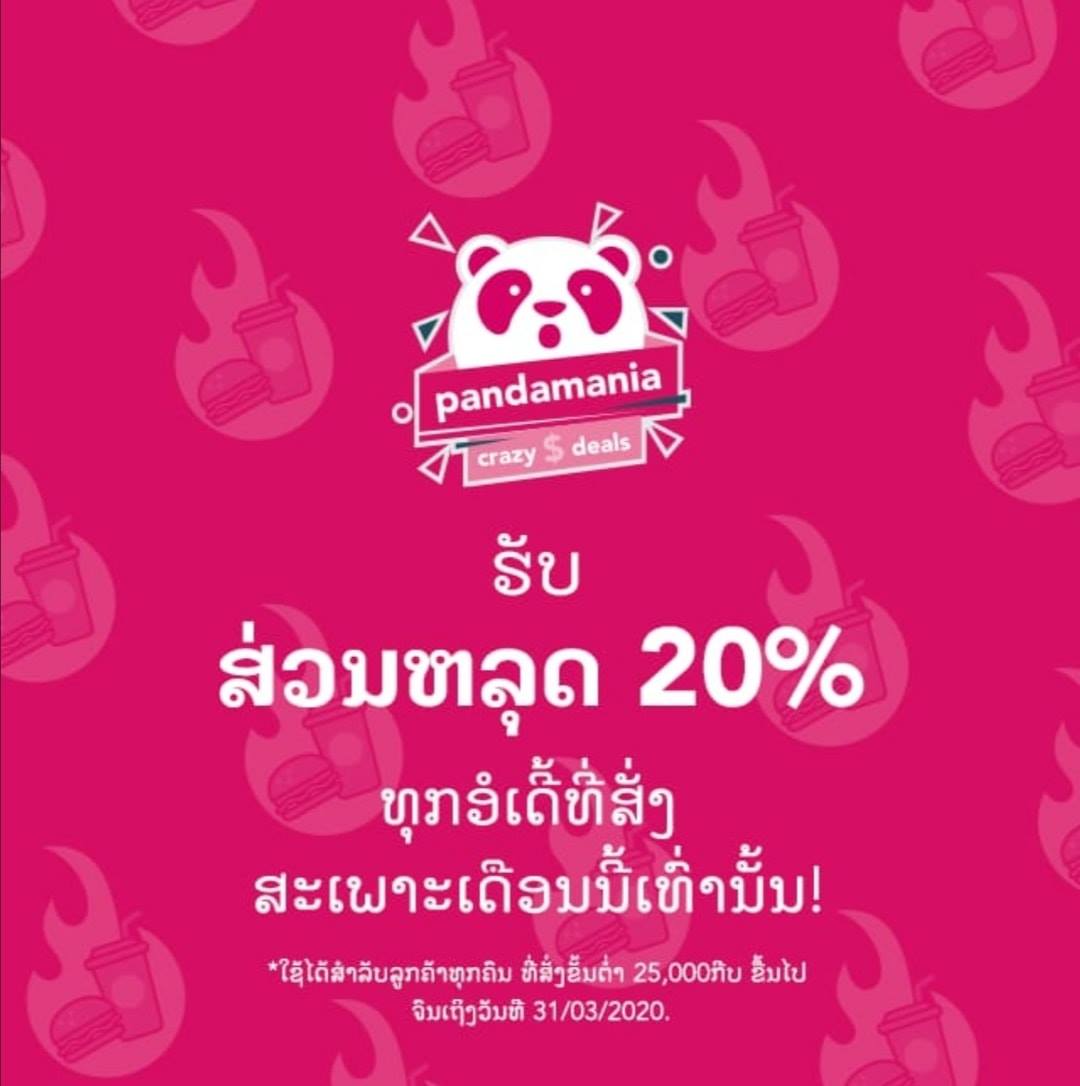 pandamania
crazy $ deals
ຮັບ
ສ່ວນຫລຸດ 20%
ທຸກອໍເດີ້ທີ່ສັ່ງ
ສະເພາະເດືອນນີ້ເທົ່ານັ້ນ!
*ໃຊ້ໄດ້ສຳລັບລູກຄ້າທຸກຄົນ ທີ່ສັ່ງຂັ້ນຕ່ຳ 25,000ກີບ ຂຶ້ນໄປ
ຈົນເຖິງວັນທີ 31/03/2020.